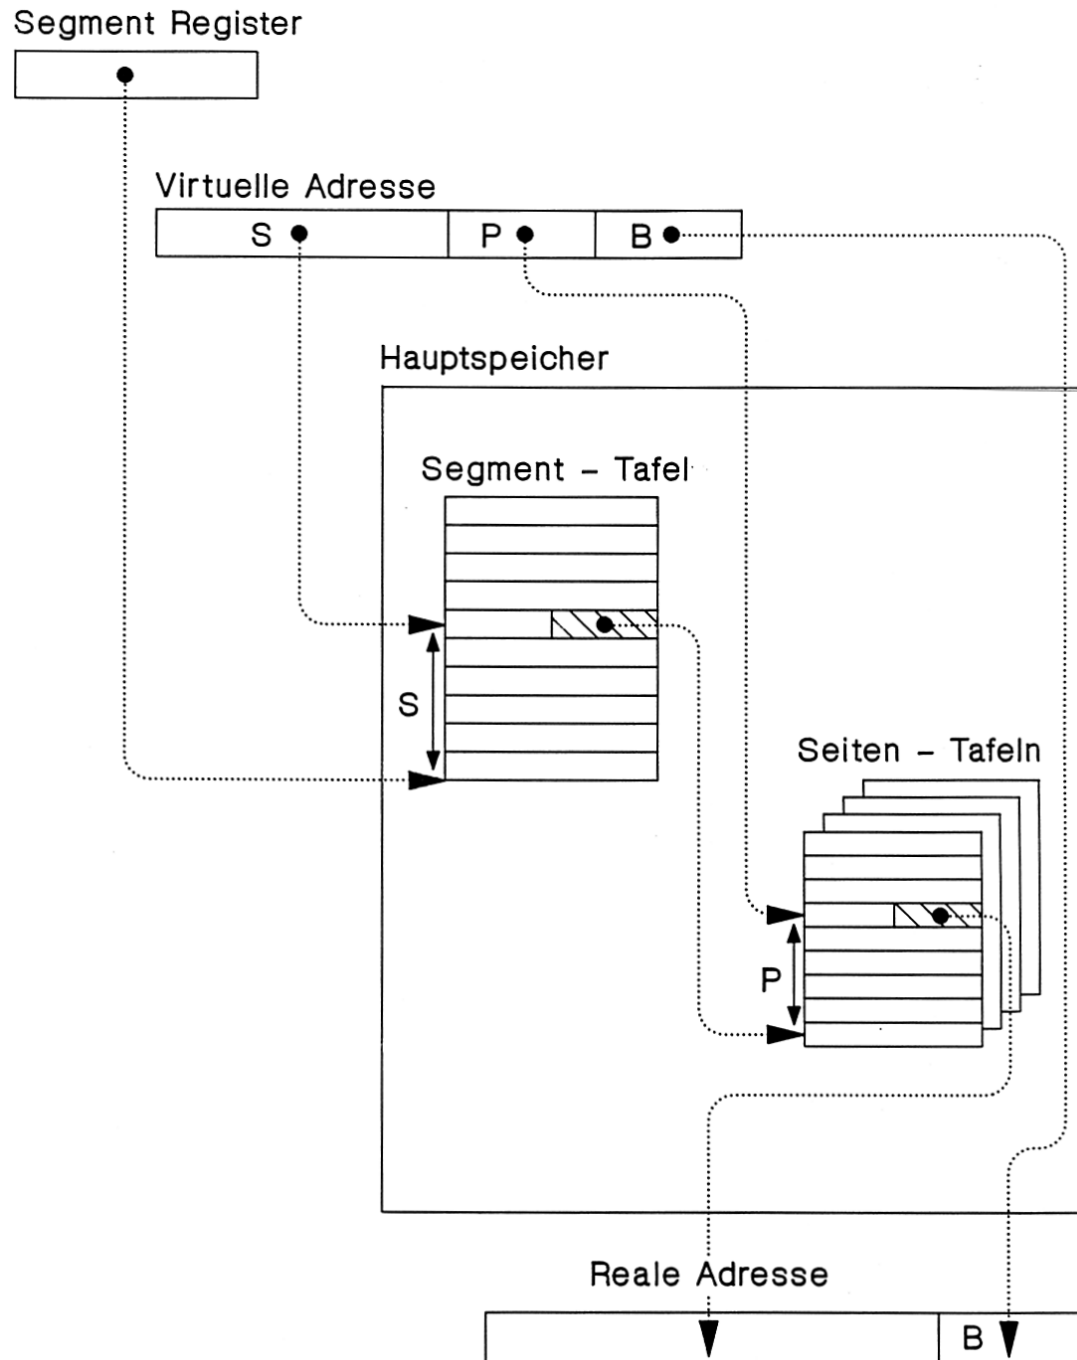 Segment Register
Virtuelle Adresse
S P B
Hauptspeicher
Segment - Tafel
S
Seiten - Tafeln
P
Reale Adresse
B